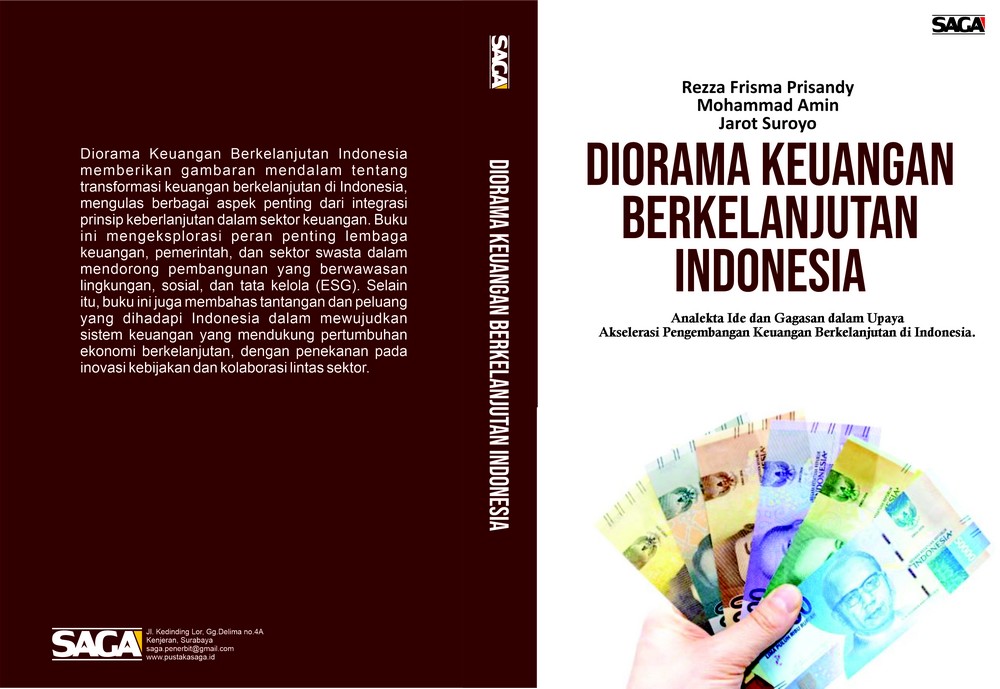 Diorama Keuangan Berkelanjutan Indonesia
memberikan gambaran mendalam tentang
transformasi keuangan berkelanjutan di Indonesia,
mengulas berbagai aspek penting dari integrasi
prinsip keberlanjutan dalam sektor keuangan. Buku
ini mengeksplorasi peran penting lembaga
keuangan, pemerintah, dan sektor swasta dalam
mendorong pembangunan yang berwawasan
lingkungan, sosial, dan tata kelola (ESG). Selain
itu, buku ini juga membahas tantangan dan peluang
yang dihadapi Indonesia dalam mewujudkan
sistem keuangan yang mendukung pertumbuhan
ekonomi berkelanjutan, dengan penekanan pada
inovasi kebijakan dan kolaborasi lintas sektor.
SAGA
Jl. Kedinding Lor, Gg.Delima no.4A
Kenjeran, Surabaya
saga.penerbit@gmail.com
www.pustakasaga.id
SAGA
DIORAMA KEUANGAN BERKELANJUTAN INDONESIA
SAGA
Rezza Frisma Prisandy
Mohammad Amin
Jarot Suroyo
DIORAMA KEUANGAN
BERKELANJUTAN
INDONESIA
Analekta Ide dan Gagasan dalam Upaya
Akselerasi Pengembangan Keuangan Berkelanjutan di Indonesia.
INDONESIA
INDONESIA